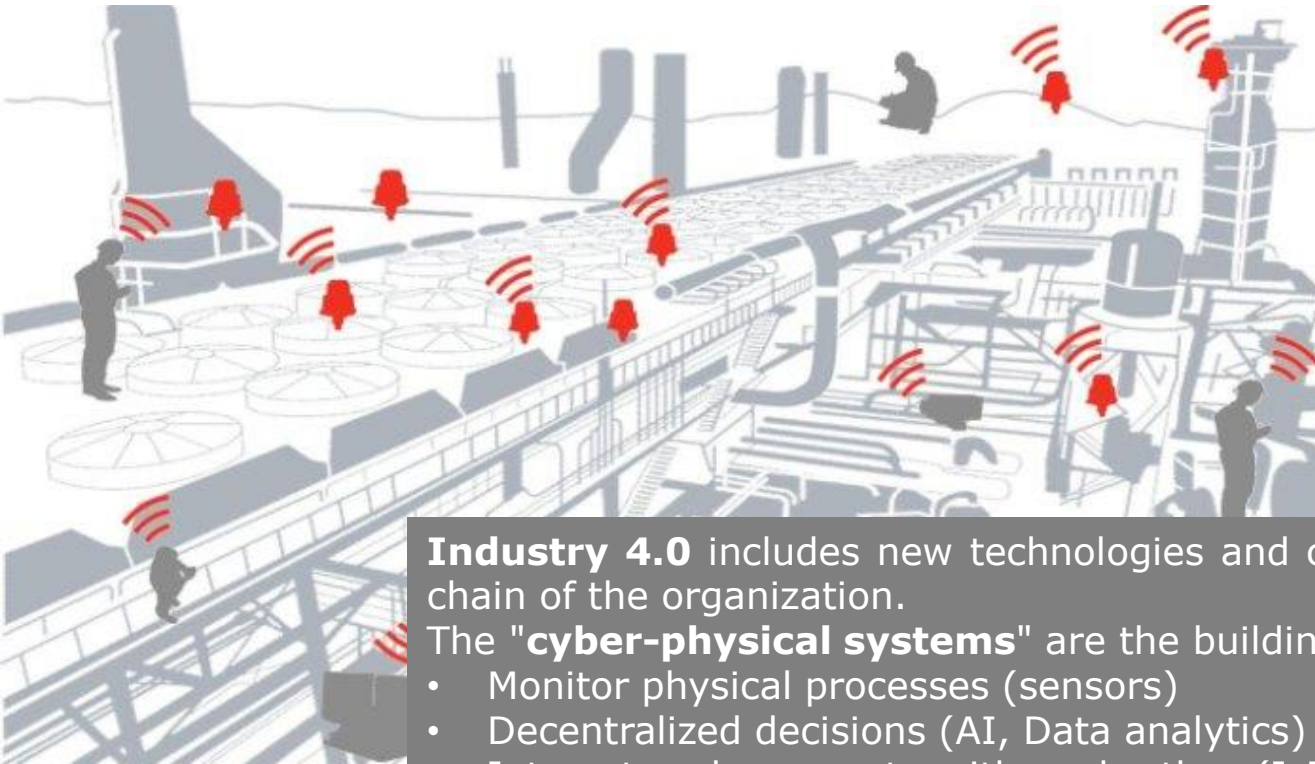 Industry 4.0 includes new technologies and
chain of the organization.
The "cyber-physical systems" are the
• Monitor physical processes (sensors)
• Decentralized decisions (AI, Data analytics)